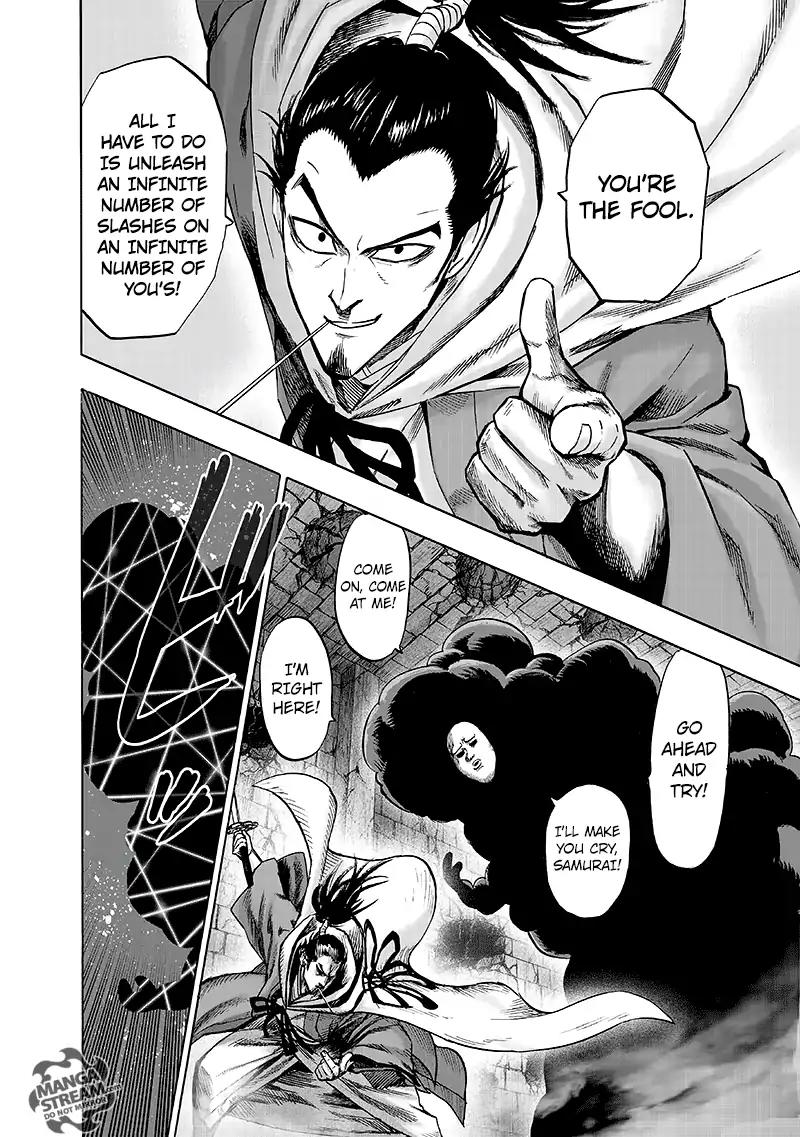 YOU'RE
THE FOOL.
ALL I
HAVE TO DO
IS UNLEASH
AN INFINITE
NUMBER OF
SLASHES ON
AN INFINITE
NUMBER OF
YOU'S!
GO
AHEAD
AND
TRY!
I'LL MAKE
YOU CRY,
SAMURAI!
COME
ON, COME
AT ME!
I'M
RIGHT
HERE!
MANGA
STREAM
DO NOT MIRROR